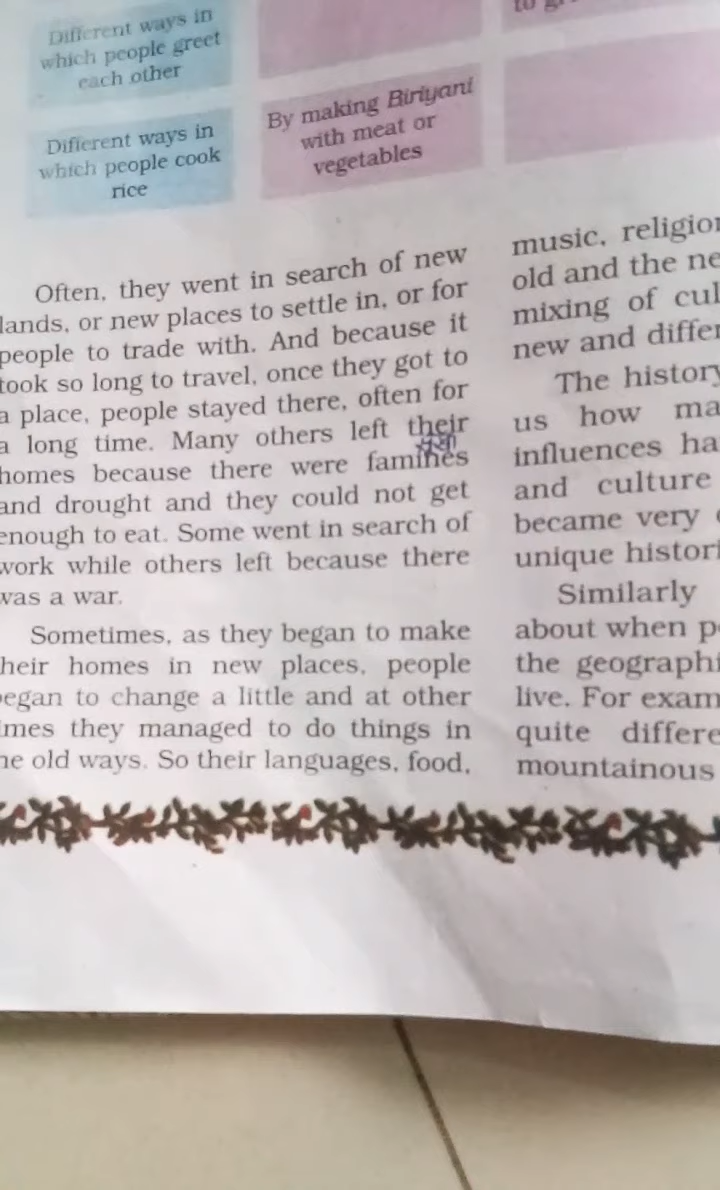 Different ways in
which people greet
each other
Different ways in
which people cook
rice
By making Biriyani
with meat or
vegetables
Often, they went in search of new
lands, or new places to settle in, or for
people to trade with. And because it
took so long to travel, once they got to
a place, people stayed there, often for
a long time. Many others left their
homes because there were famines
and drought and they could not get
enough to eat. Some went in search of
work while others left because there
was a war.
Sometimes, as they began to make
heir homes in new places, people
egan to change a little and at other
imes they managed to do things in
he old ways. So their languages, food,
music, religio
old and the ne
mixing of cul
new and differ
The history
us how ma
influences ha
and culture
became very
unique histori
Similarly
about when p
the geographi
live. For exam
quite differe
mountainous